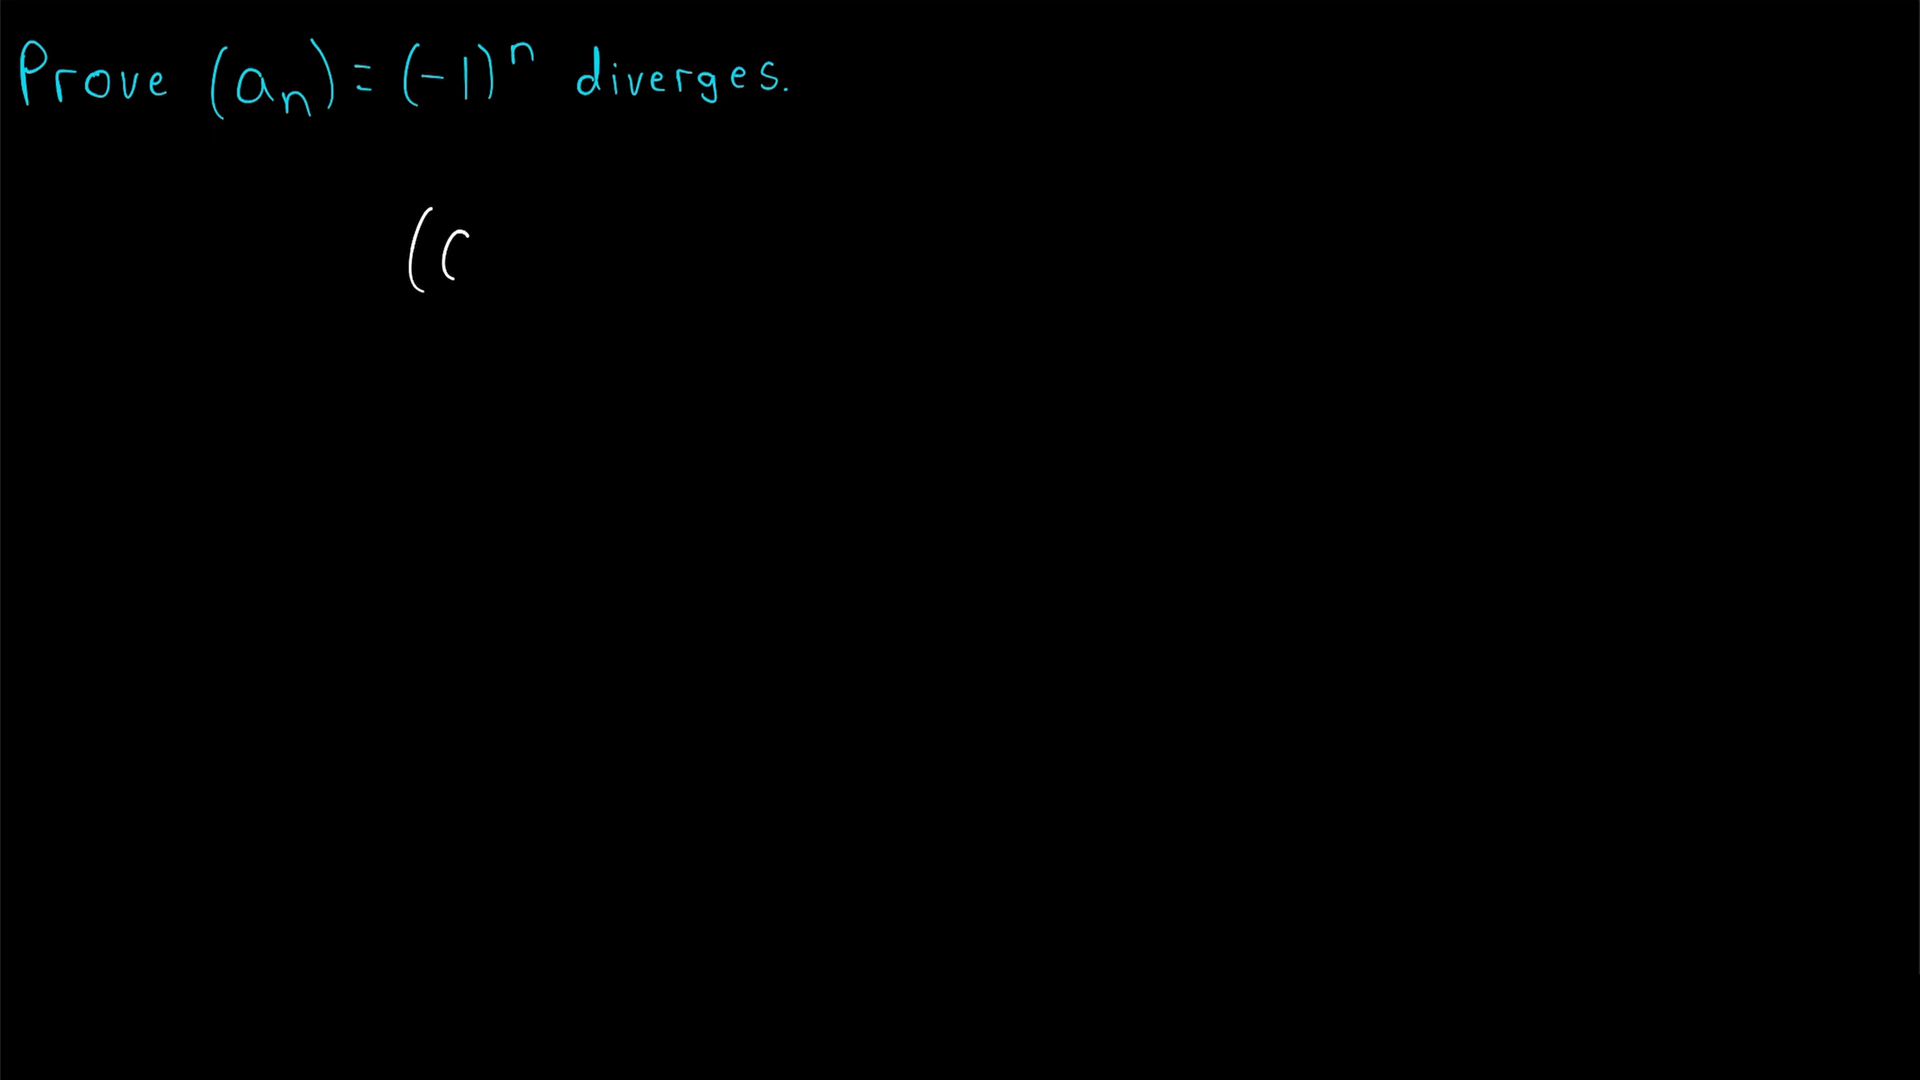 Prove (aₙ) = (-1)ⁿ diverges.
(c